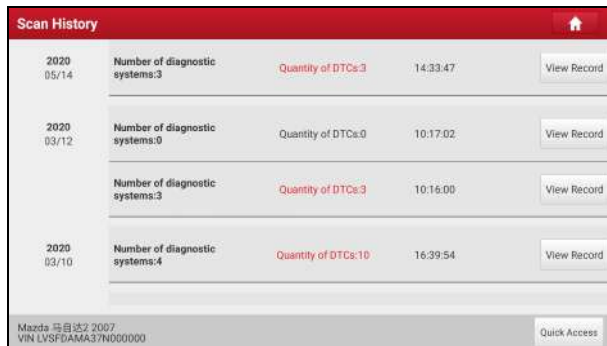 Scan History
2020
05/14
Number of diagnostic
systems:3
Quantity of DTCs:3
14:33:47
View Record
2020
03/12
Number of diagnostic
systems:0
Quantity of DTCs:0
10:17:02
View Record
Number of diagnostic
systems:3
Quantity of DTCs:3
10:16:00
View Record
2020
03/10
Number of diagnostic
systems:4
Quantity of DTCs:10
16:39:54
View Record
Mazda 马自达2 2007
VIN LVSFDAMA37N000000
Quick Access